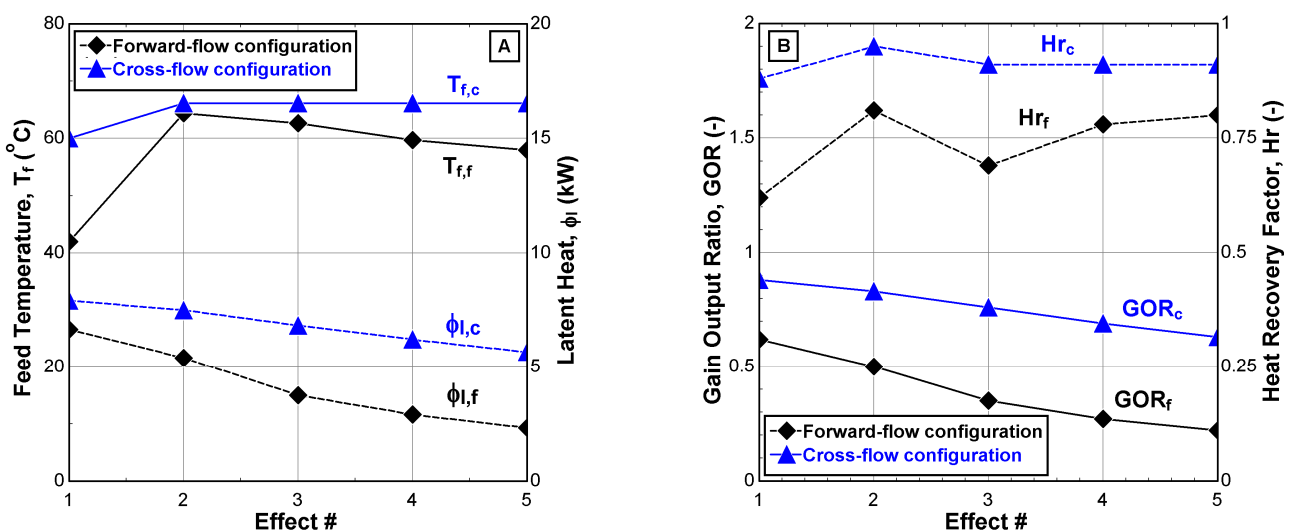 A
Forward-flow configuration
Cross-flow configuration
Feed Temperature, Tf (°C)
80
60
40
20
0
Latent Heat, ϕl (kW)
20
15
10
5
0
Tf,c
Tf,f
ϕl,c
ϕl,f
1 2 3 4 5
Effect #
B
Gain Output Ratio, GOR (-)
2
1.5
1
0.5
0
Heat Recovery Factor, Hr (-)
1
0.75
0.5
0.25
0
Hrc
Hrf
GORc
GORf
Forward-flow configuration
Cross-flow configuration
1 2 3 4 5
Effect #